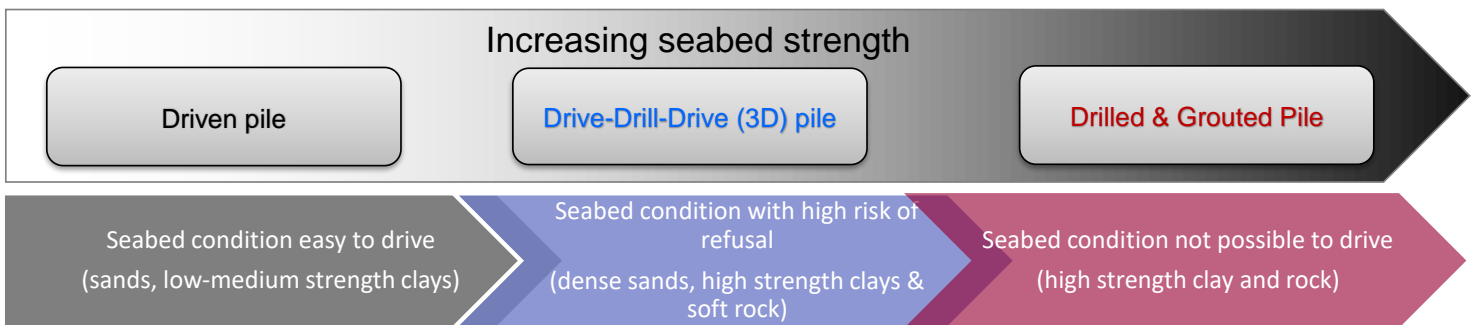 Increasing seabed strength
Driven pile
Drive-Drill-Drive (3D) pile
Drilled & Grouted Pile
Seabed condition easy to drive
(sands, low-medium strength clays)
Seabed condition with high risk of
refusal
(dense sands, high strength clays &
soft rock)
Seabed condition not possible to drive
(high strength clay and rock)